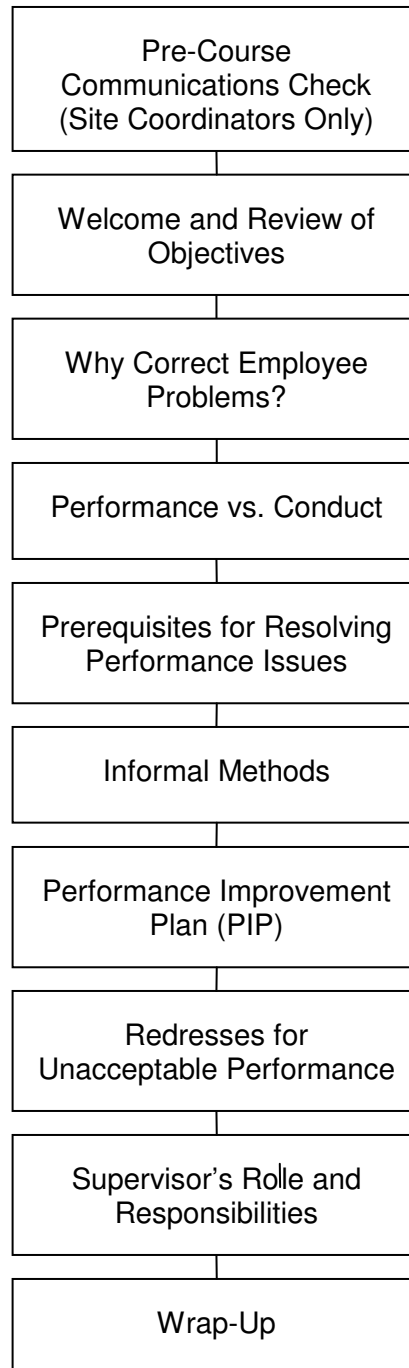 Pre-Course
Communications Check
(Site Coordinators Only)
Welcome and Review of
Objectives
Why Correct Employee
Problems?
Performance vs. Conduct
Prerequisites for Resolving
Performance Issues
Informal Methods
Performance Improvement
Plan (PIP)
Redresses for
Unacceptable Performance
Supervisor's Role and
Responsibilities
Wrap-Up